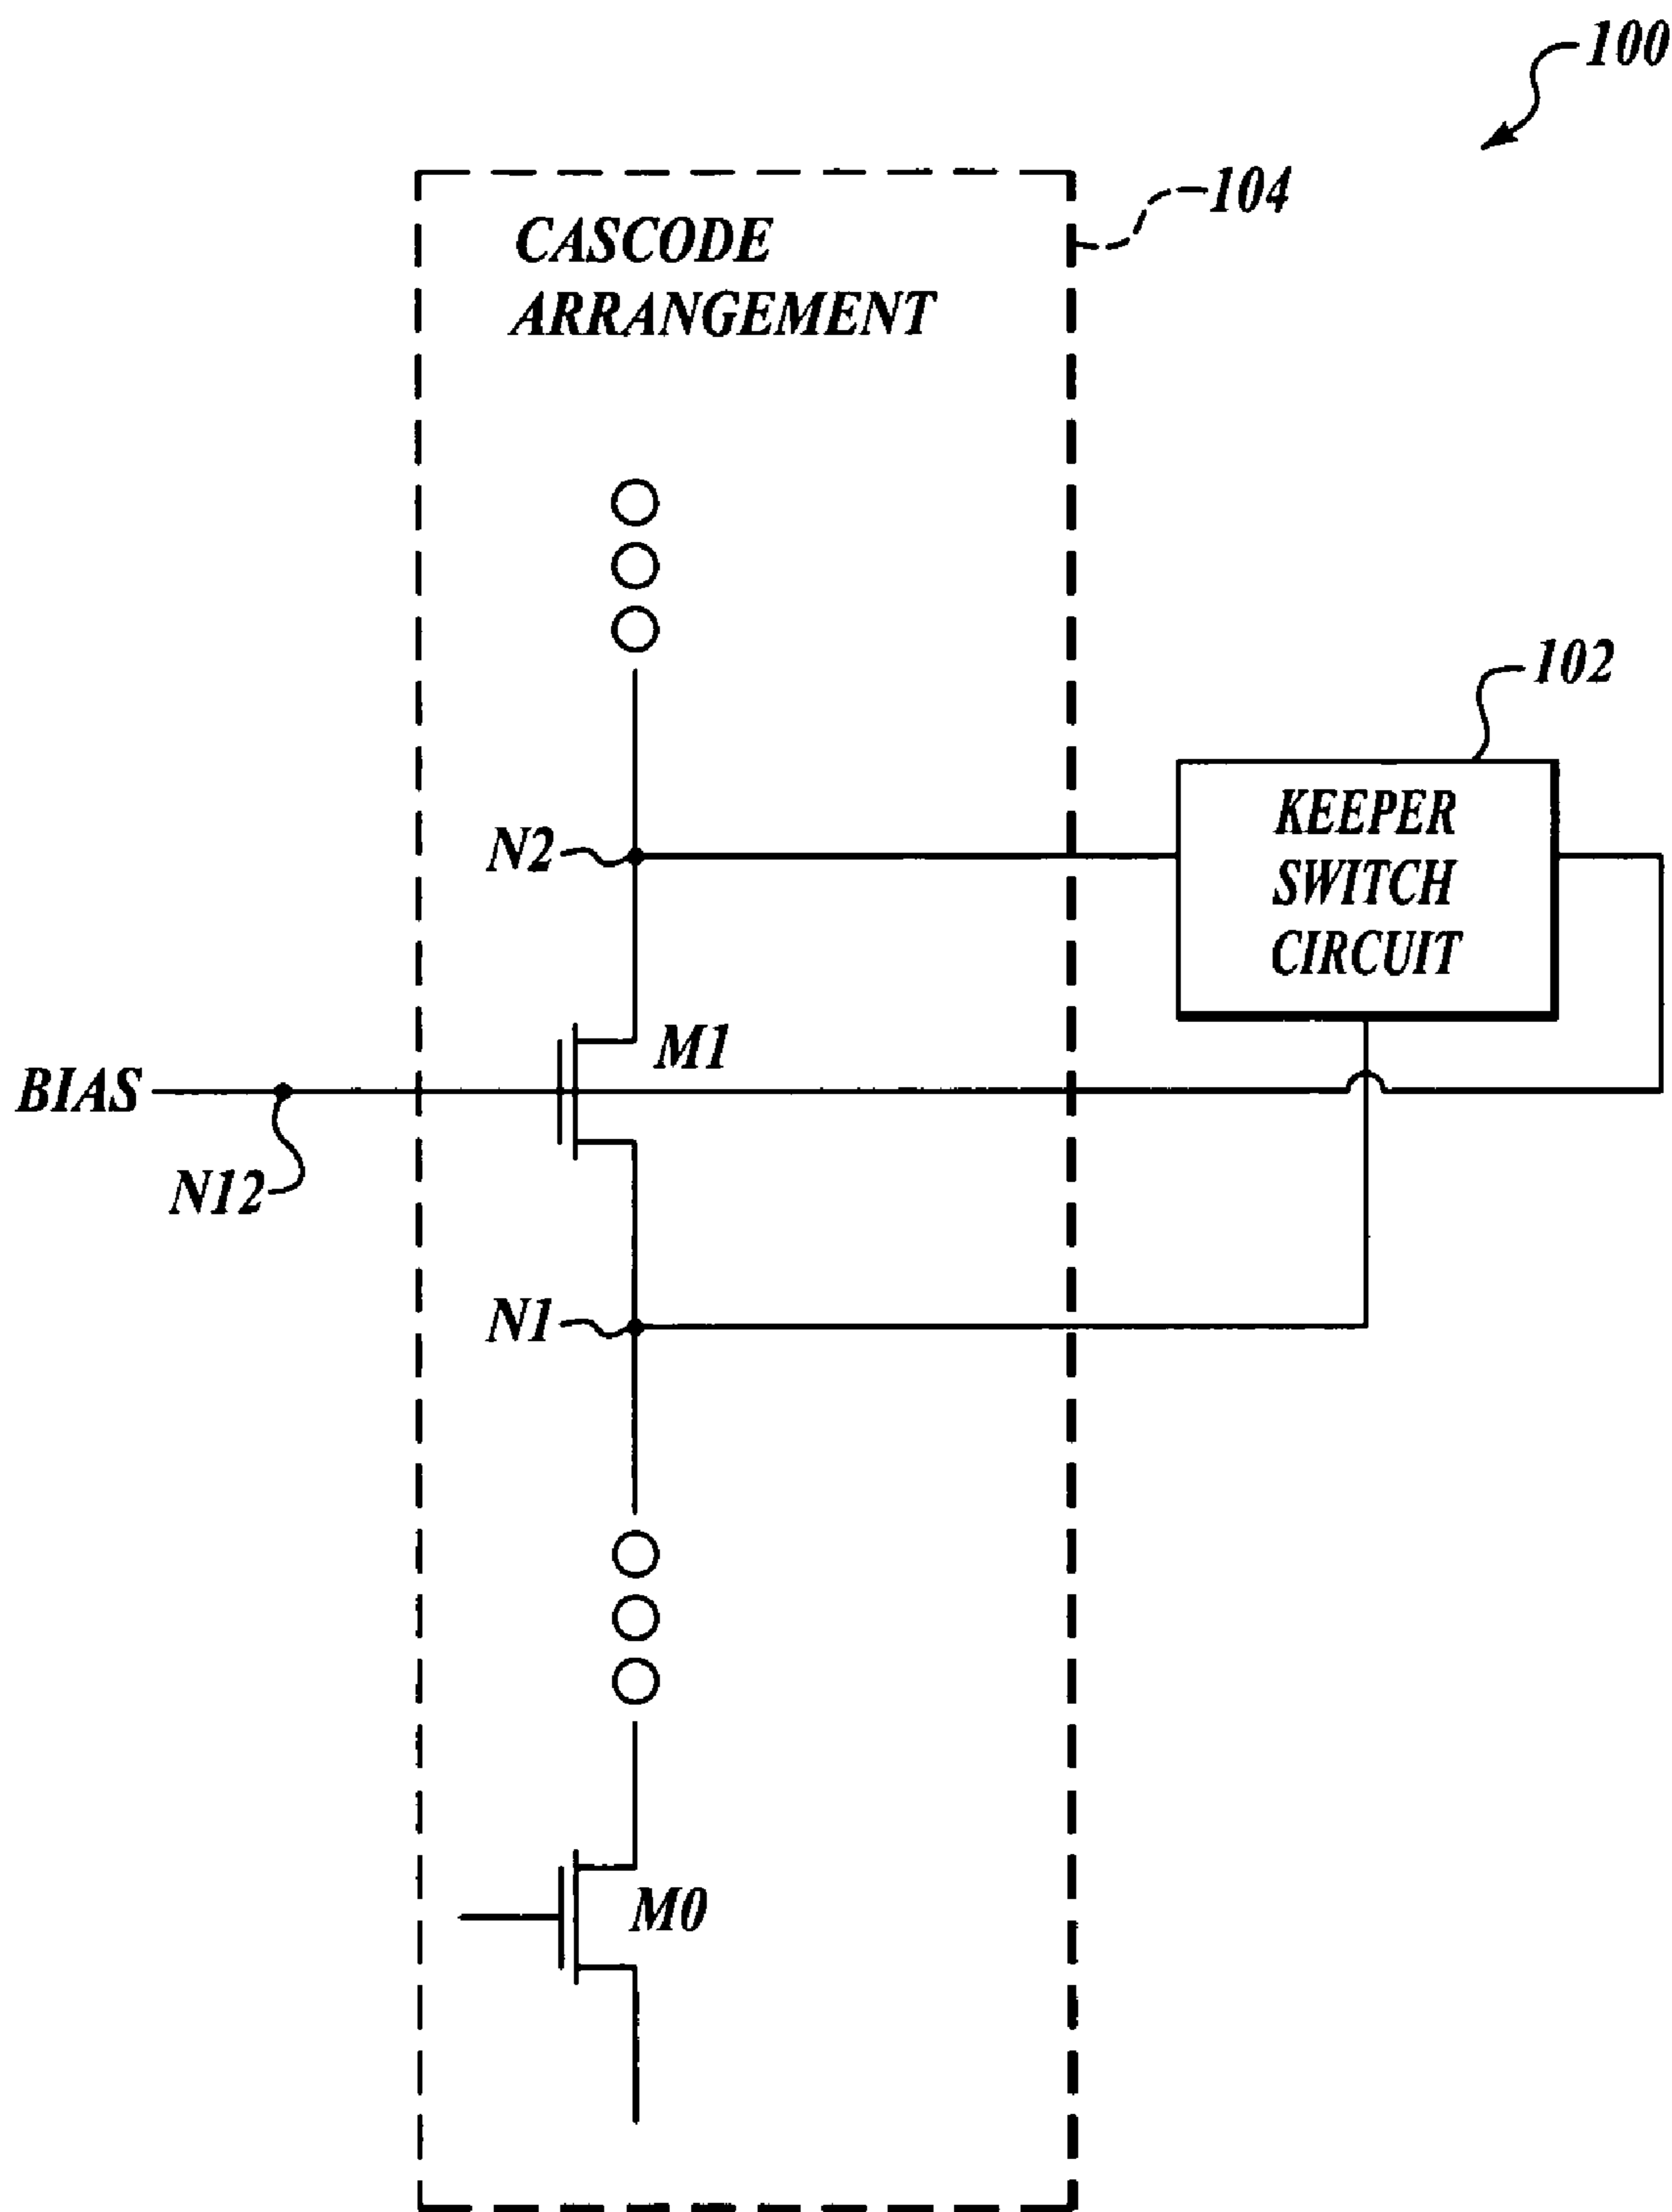 100
104
CASCODE
ARRANGEMENT
102
KEEPER
SWITCH
CIRCUIT
N2
M1
BIAS
N12
N1
M0